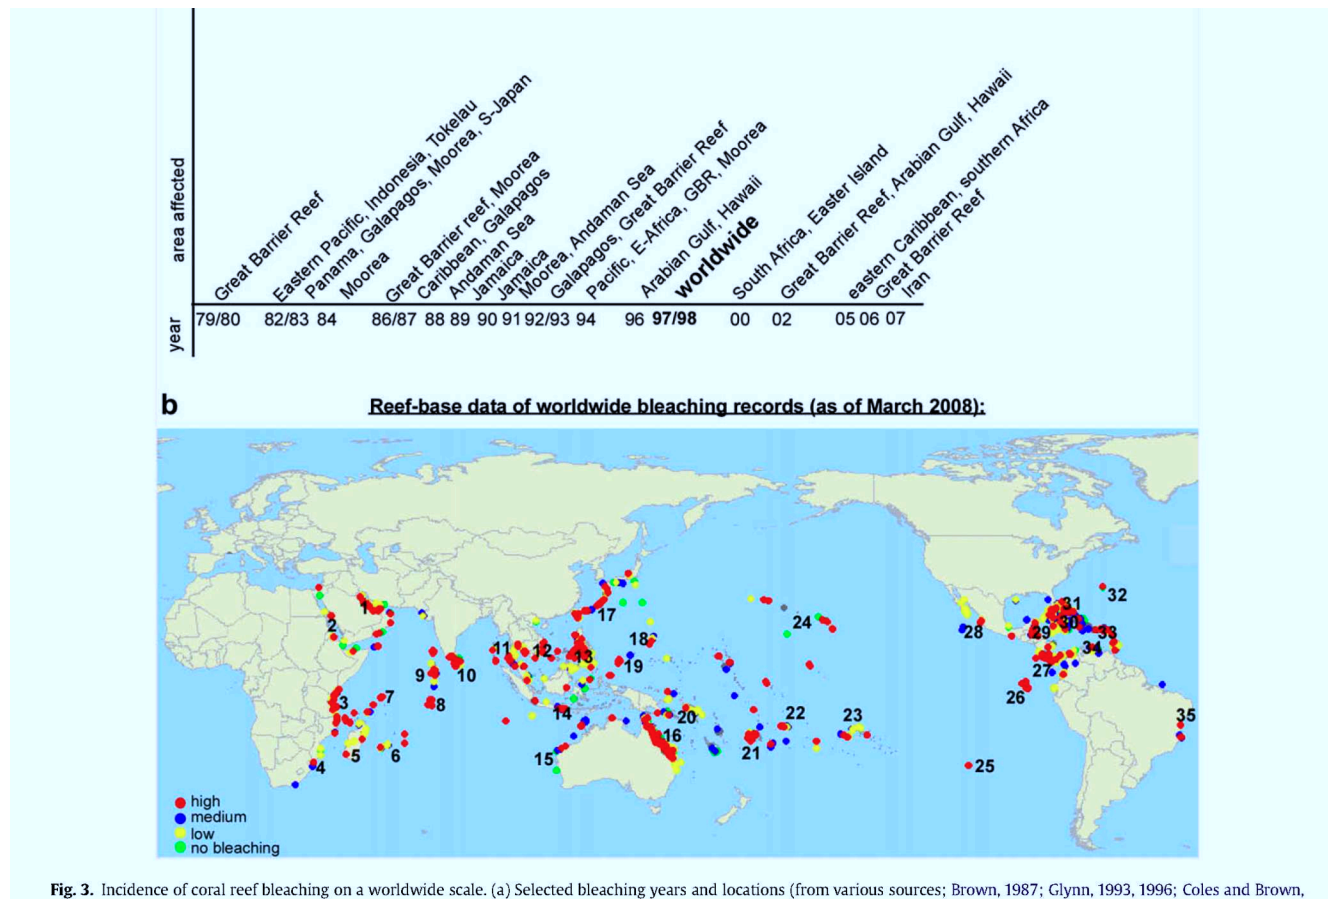 area affected
Great Barrier Reef
Eastern Pacific, Indonesia, Tokelau
Panama, Galapagos, Moorea, S-Japan
Moorea
Great Barrier reef, Moorea
Caribbean, Galapagos
Andaman Sea
Jamaica
Jamaica
Moorea, Andaman Sea
Galapagos, Great Barrier Reef
Pacific, E-Africa, GBR, Moorea
Arabian Gulf, Hawaii
worldwide
South Africa, Easter Island
Great Barrier Reef, Arabian Gulf, Hawaii
eastern Caribbean, southern Africa
Great Barrier Reef
Iran
year
79/80 82/83 84 86/87 88 89 90 91 92/93 94 96 97/98 00 02 05 06 07
b
Reef-base data of worldwide bleaching records (as of March 2008):
1
2
3
4
5
6
7
8
9
10
11
12
13
14
15
16
17
18
19
20
21
22
23
24
25
26
27
28
29
30
31
32
33
34
35
high
medium
low
no bleaching
Fig. 3. Incidence of coral reef bleaching on a worldwide scale. (a) Selected bleaching years and locations (from various sources; Brown, 1987; Glynn, 1993, 1996; Coles and Brown,